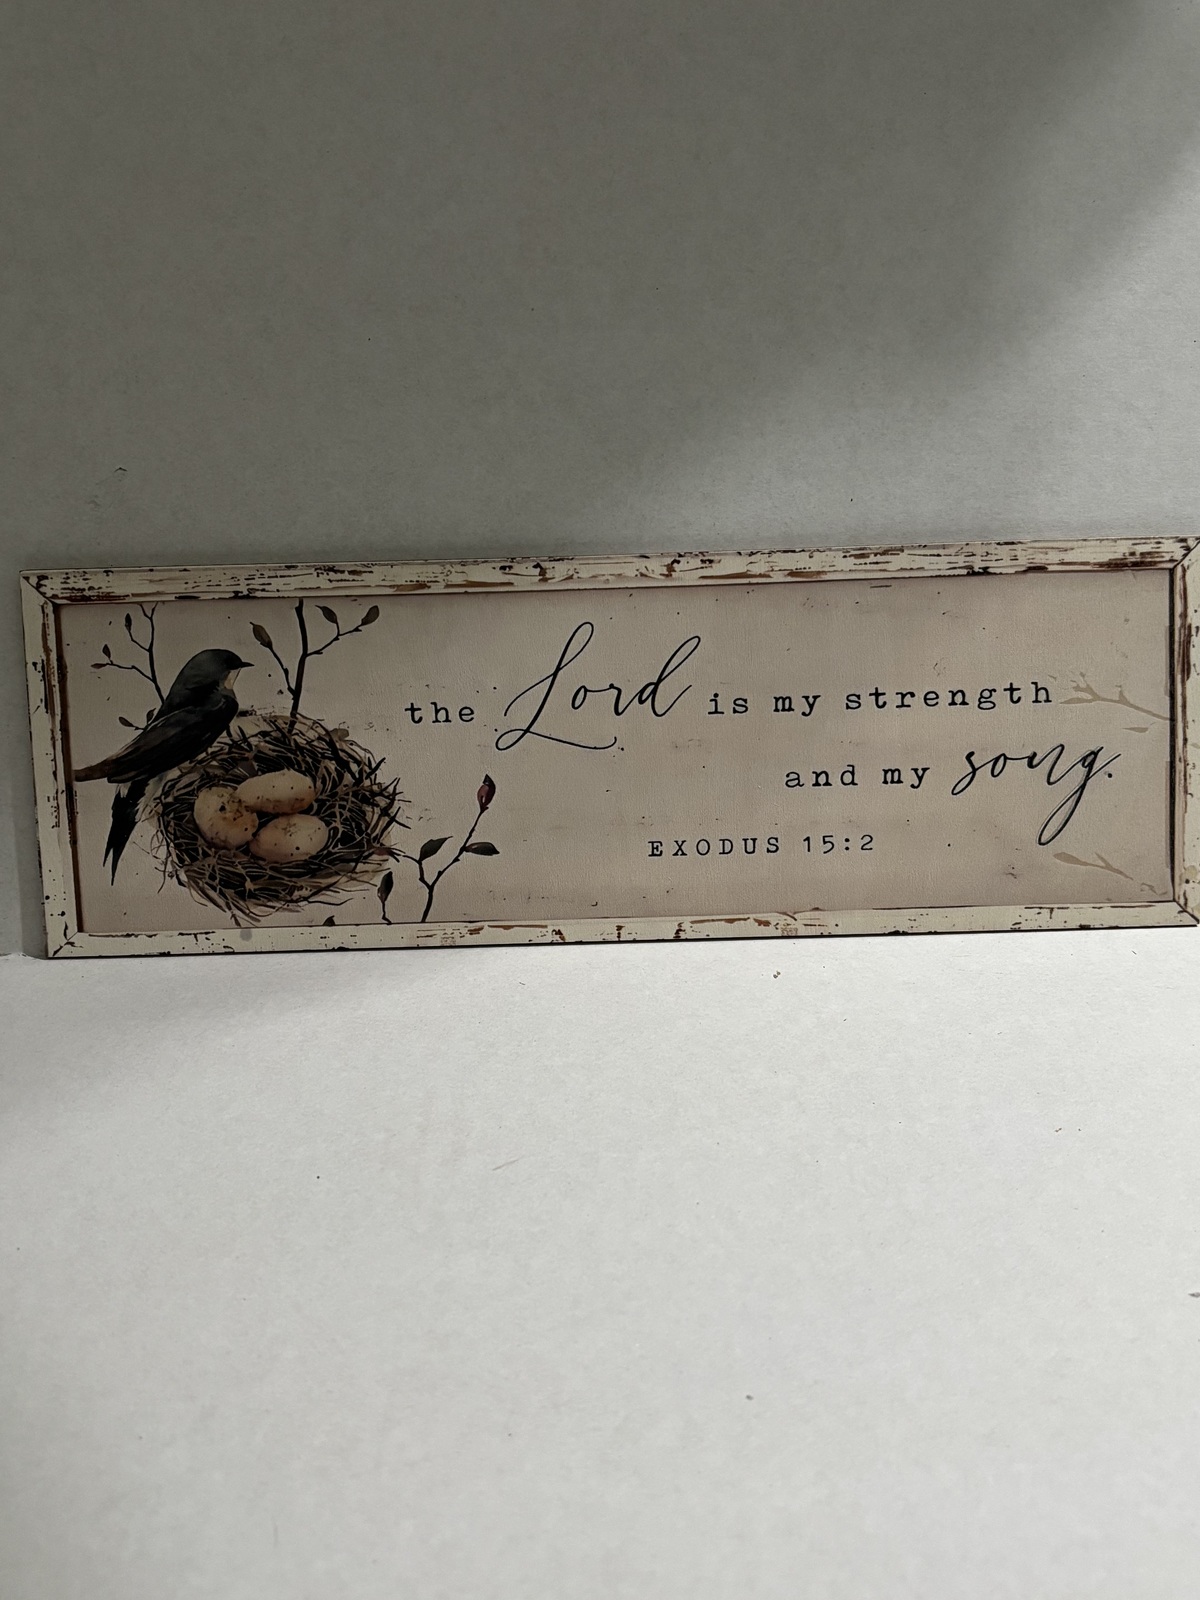 the Lord is my strength
and my song.
EXODUS 15:2